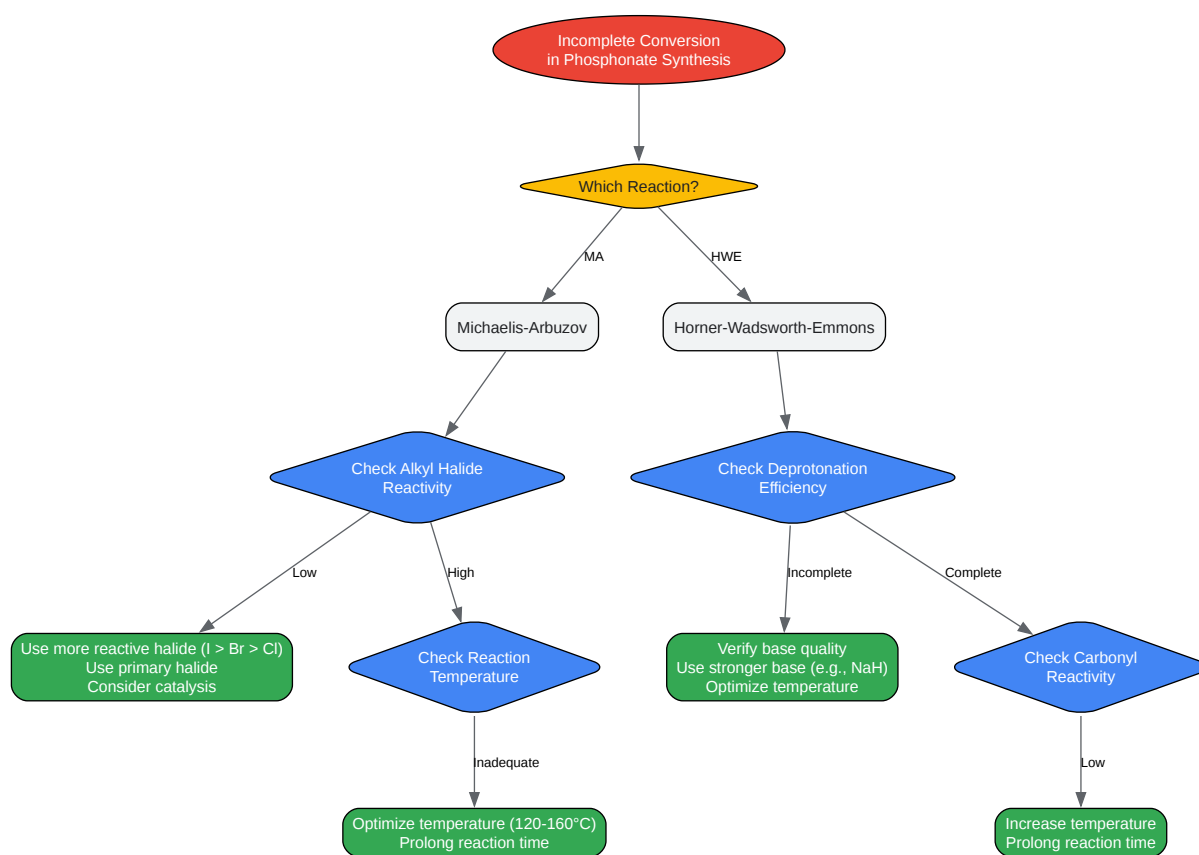 Incomplete Conversion
in Phosphonate Synthesis
Which Reaction?
MA
HWE
Michaelis-Arbuzov
Horner-Wadsworth-Emmons
Check Alkyl Halide
Reactivity
Check Deprotonation
Efficiency
Low
High
Incomplete
Complete
Use more reactive halide (I > Br > Cl)
Use primary halide
Consider catalysis
Check Reaction
Temperature
Verify base quality
Use stronger base (e.g., NaH)
Optimize temperature
Check Carbonyl
Reactivity
Inadequate
Low
Optimize temperature (120-160°C)
Prolong reaction time
Increase temperature
Prolong reaction time